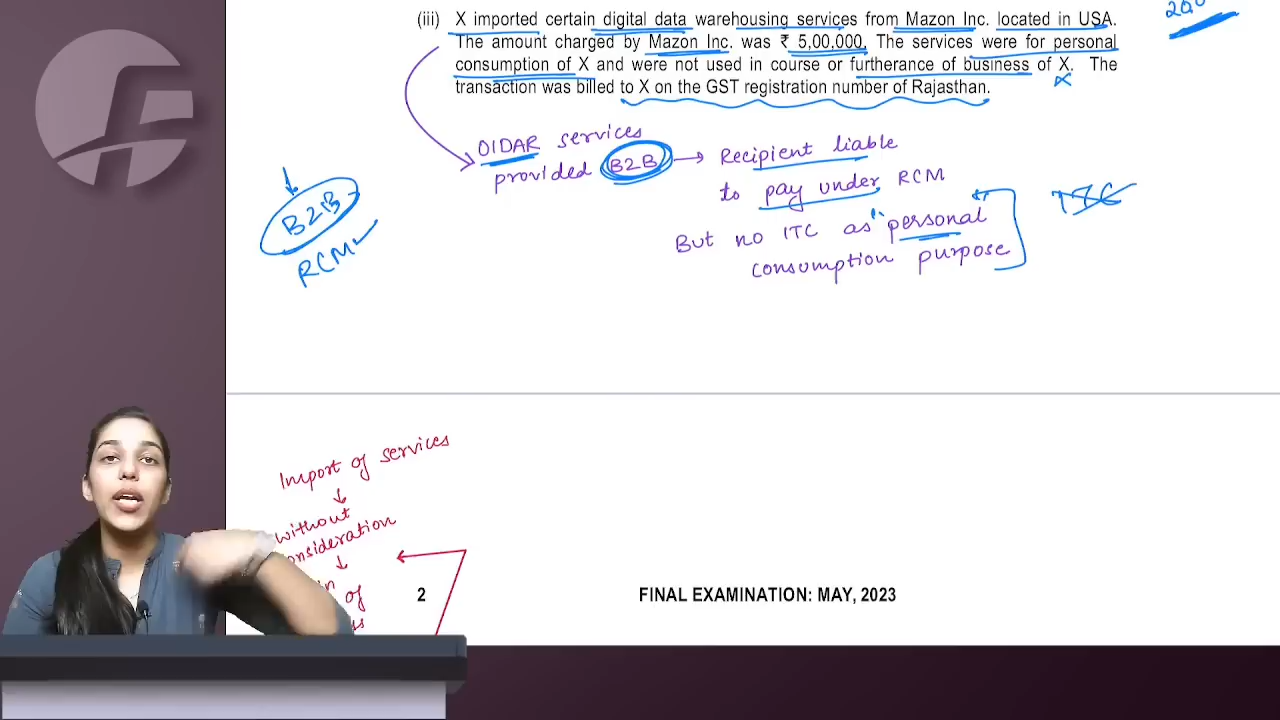 (iii) X imported certain digital data warehousing services from Mazon Inc. located in USA.
The amount charged by Mazon Inc. was ₹ 5,00,000. The services were for personal
consumption of X and were not used in course or furtherance of business of X. The
transaction was billed to X on the GST registration number of Rajasthan.
OIDAR services
provided B2B → Recipient liable
to pay under RCM
But no ITC as "personal
consumption purpose
ITC
B2B
RCM
Import of services
↓
without
consideration
↓
of
2
FINAL EXAMINATION: MAY, 2023